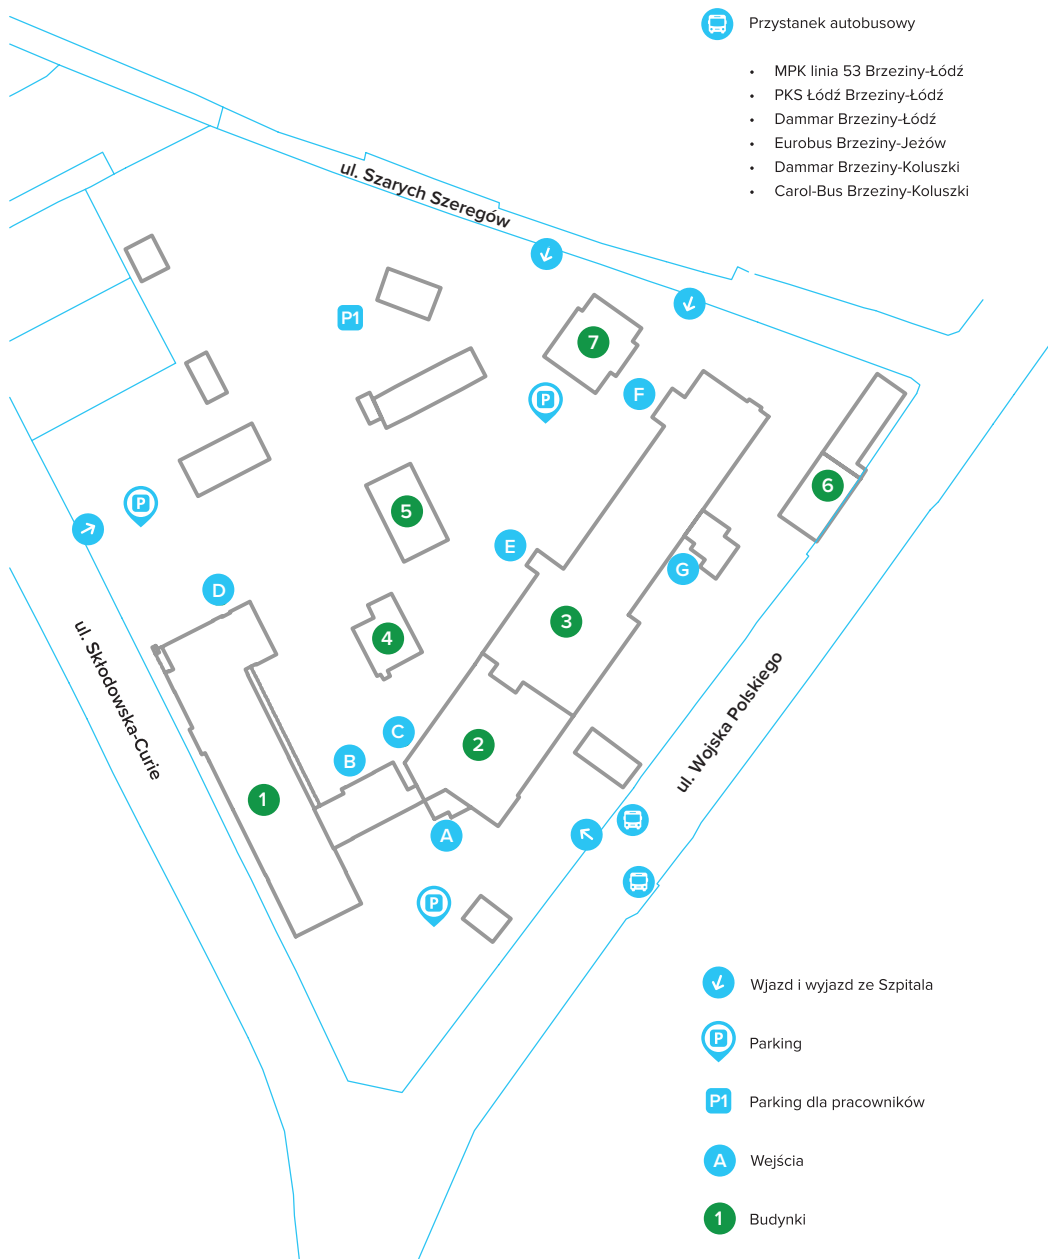 Przystanek autobusowy
• MPK linia 53 Brzeziny-Łódź
• PKS Łódź Brzeziny-Łódź
• Dammar Brzeziny-Łódź
• Eurobus Brzeziny-Jeżów
• Dammar Brzeziny-Koluszki
• Carol-Bus Brzeziny-Koluszki
ul. Szarych Szeregów
P1
7
F
P
6
5
P
E
G
D
3
4
ul. Skłodowska-Curie
ul. Wojska Polskiego
C
2
B
1
A
P
Wjazd i wyjazd ze Szpitala
P Parking
P1 Parking dla pracowników
A Wejścia
1 Budynki